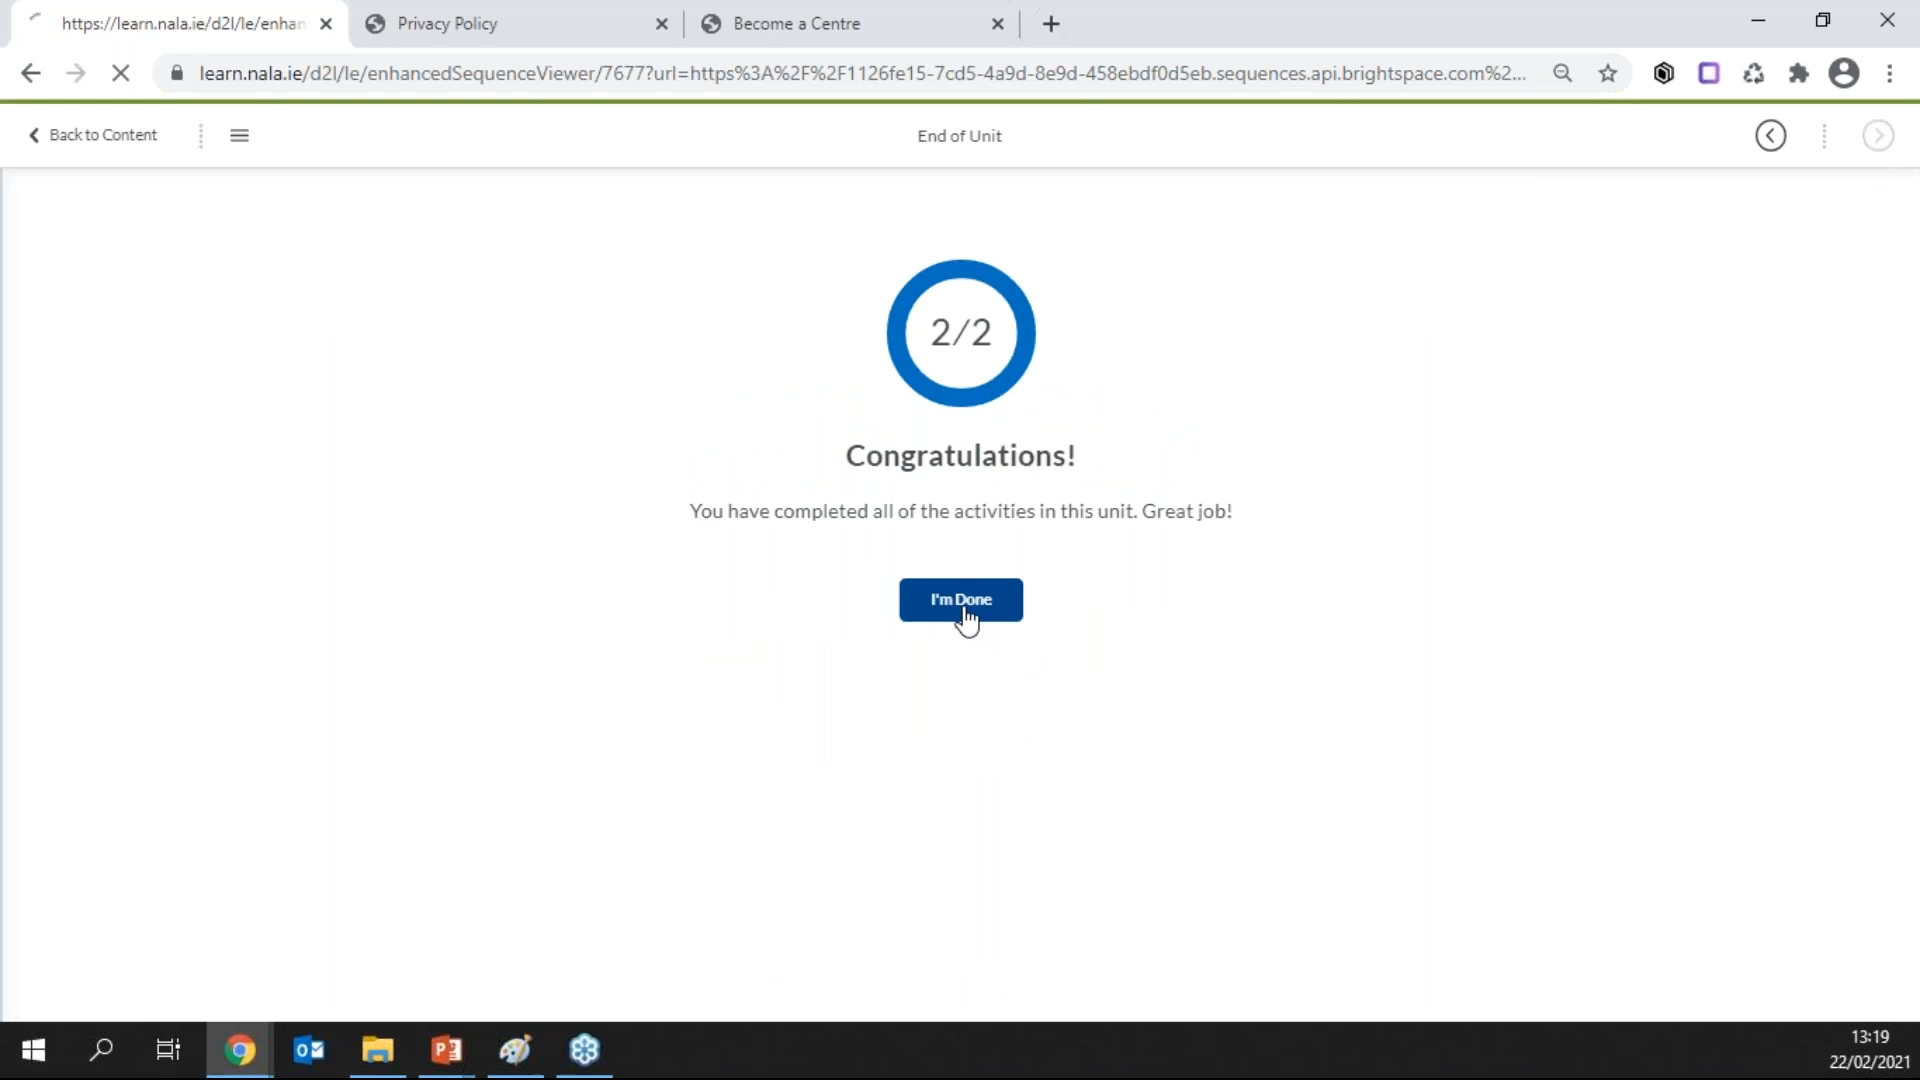 https://learn.nala.ie/d2l/le/enhan
Privacy Policy
Become a Centre
learn.nala.ie/d2l/le/enhancedSequenceViewer/7677?url=https%3A%2F%2F1126fe15-7cd5-4a9d-8e9d-458ebdf0d5eb.sequences.api.brightspace.com%2...
Back to Content
End of Unit
2/2
Congratulations!
You have completed all of the activities in this unit. Great job!
I'm Done
13:19
22/02/2021